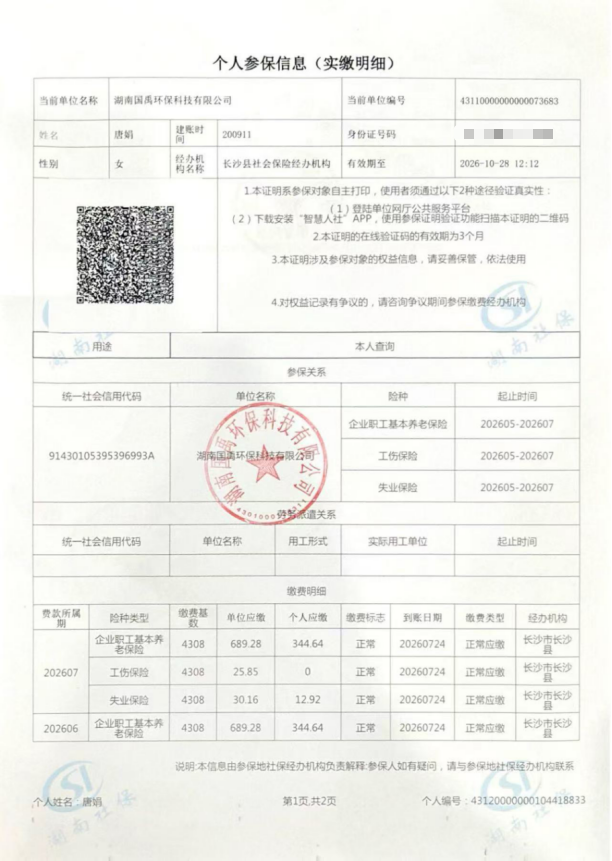 个人参保信息（实缴明细）
当前单位名称 湖南国禹环保科技有限公司 当前单位编号 43110000000000073683
姓名 唐娟 建账时间 200911 身份证号码
性别 女 经办机构名称 长沙县社会保险经办机构 有效期至 2026-10-28 12:12
1.本证明系参保对象自主打印，使用者须通过以下2种途径验证真实性：
（1）登陆单位网厅公共服务平台
（2）下载安装“智慧人社”APP，使用参保证明验证功能扫描本证明的二维码
2.本证明的在线验证码的有效期为3个月
3.本证明涉及参保对象的权益信息，请妥善保管，依法使用
4.对权益记录有争议的，请咨询争议期间参保缴费经办机构
湖南社保
用途 本人查询
参保关系
统一社会信用代码 单位名称 险种 起止时间
91430105395396993A 湖南国禹环保科技有限公司 企业职工基本养老保险 202605-202607
工伤保险 202605-202607
失业保险 202605-202607
湖南国禹环保科技有限公司
劳务派遣关系
统一社会信用代码 单位名称 用工形式 实际用工单位 起止时间
缴费明细
费款所属期 险种类型 缴费基数 单位应缴 个人应缴 缴费标志 到账日期 缴费类型 经办机构
202607 企业职工基本养老保险 4308 689.28 344.64 正常 20260724 正常应缴 长沙市长沙县
工伤保险 4308 25.85 0 正常 20260724 正常应缴 长沙市长沙县
失业保险 4308 30.16 12.92 正常 20260724 正常应缴 长沙市长沙县
202606 企业职工基本养老保险 4308 689.28 344.64 正常 20260724 正常应缴 长沙市长沙县
说明:本信息由参保地社保经办机构负责解释:参保人如有疑问，请与参保地社保经办机构联系
个人姓名：唐娟 第1页,共2页 个人编号：43120000000104418833
湖南社保